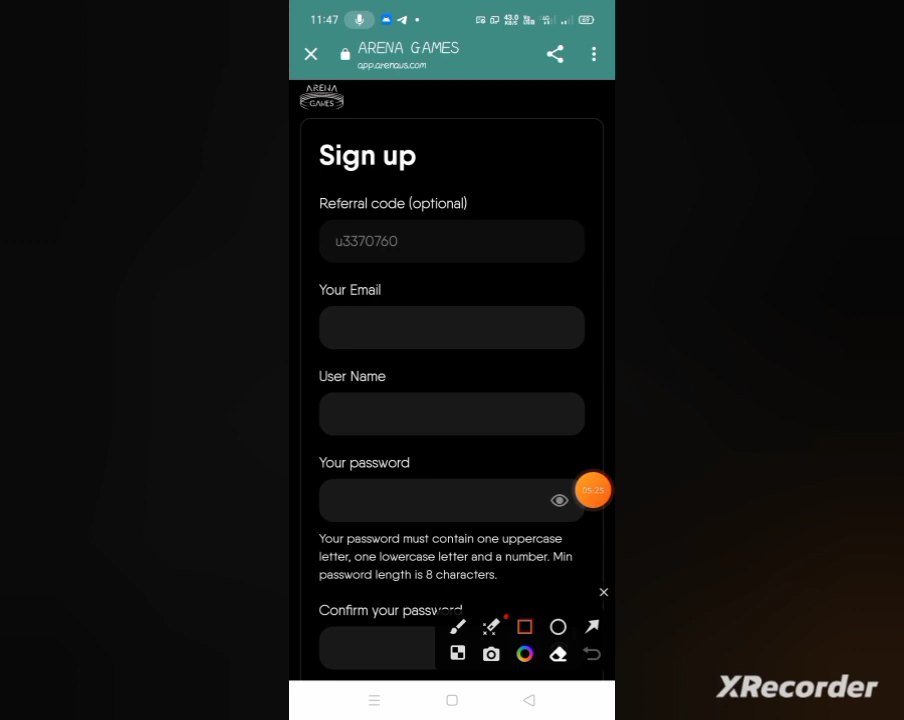 11:47
ARENA GAMES
app.arenavs.com
ARENA
GAMES
Sign up
Referral code (optional)
u3370760
Your Email
User Name
Your password
05:25
Your password must contain one uppercase
letter, one lowercase letter and a number. Min
password length is 8 characters.
Confirm your password
XRecorder